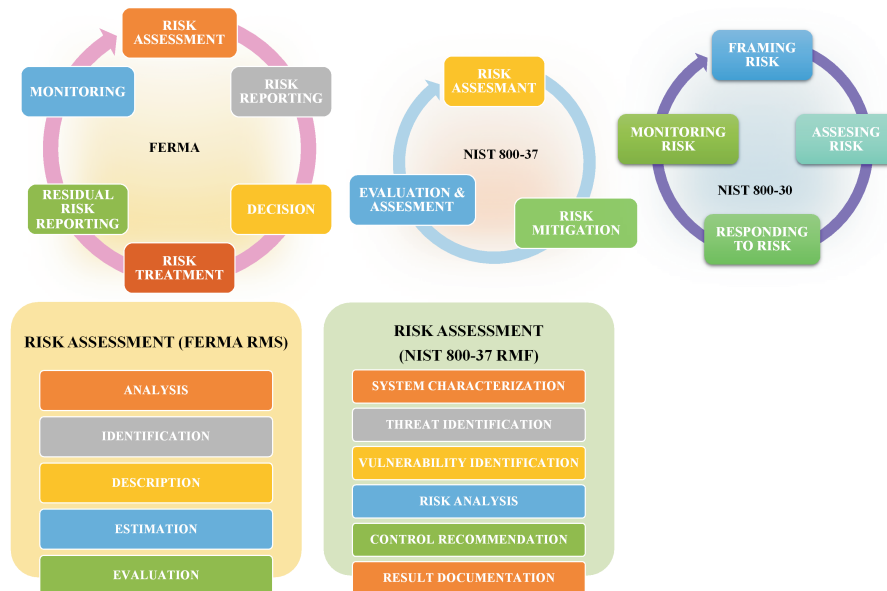 RISK
ASSESSMENT
RISK
REPORTING
DECISION
RISK
TREATMENT
RESIDUAL
RISK
REPORTING
MONITORING
FERMA
RISK
ASSESMANT
RISK
MITIGATION
EVALUATION &
ASSESMENT
NIST 800-37
FRAMING
RISK
ASSESING
RISK
RESPONDING
TO RISK
MONITORING
RISK
NIST 800-30
RISK ASSESSMENT (FERMA RMS)
ANALYSIS
IDENTIFICATION
DESCRIPTION
ESTIMATION
EVALUATION
RISK ASSESSMENT
(NIST 800-37 RMF)
SYSTEM CHARACTERIZATION
THREAT IDENTIFICATION
VULNERABILITY IDENTIFICATION
RISK ANALYSIS
CONTROL RECOMMENDATION
RESULT DOCUMENTATION